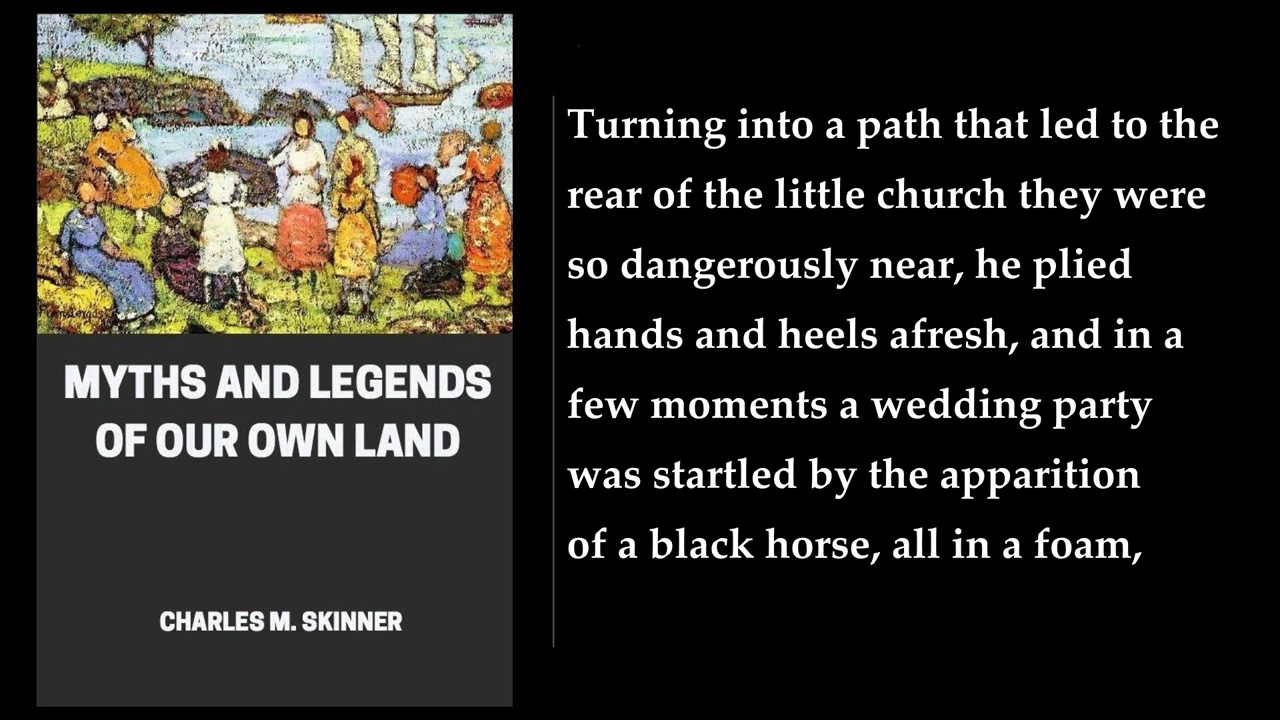 MYTHS AND LEGENDS
OF OUR OWN LAND
CHARLES M. SKINNER
Turning into a path that led to the
rear of the little church they were
so dangerously near, he plied
hands and heels afresh, and in a
few moments a wedding party
was startled by the apparition
of a black horse, all in a foam,